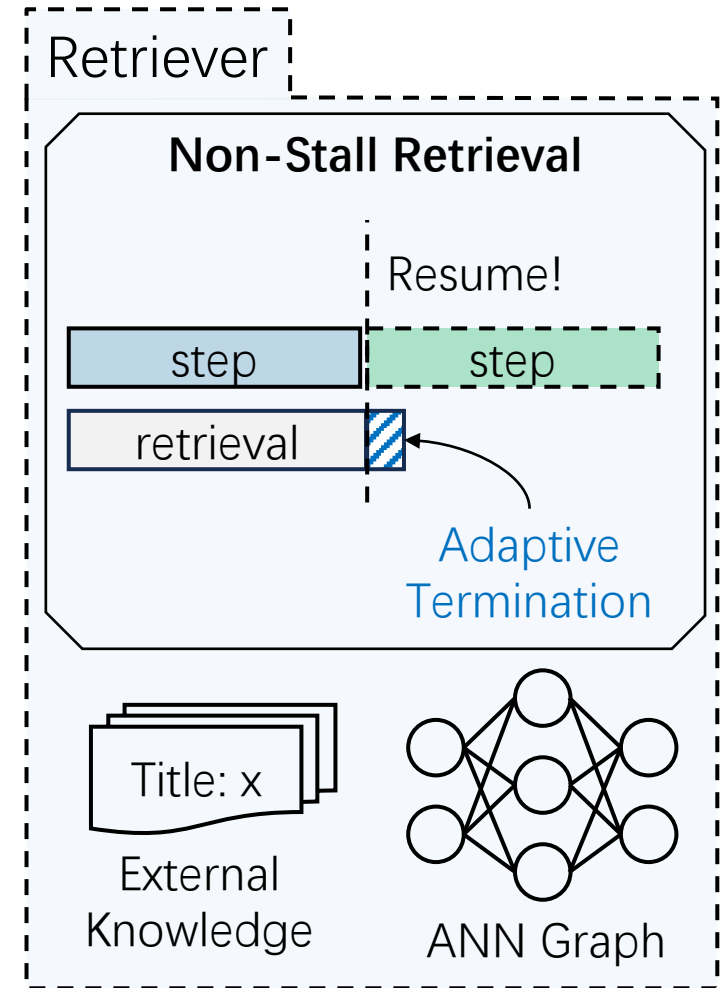 Retriever
Non-Stall Retrieval
Resume!
step
step
retrieval
Adaptive
Termination
Title: x
External
Knowledge
ANN Graph